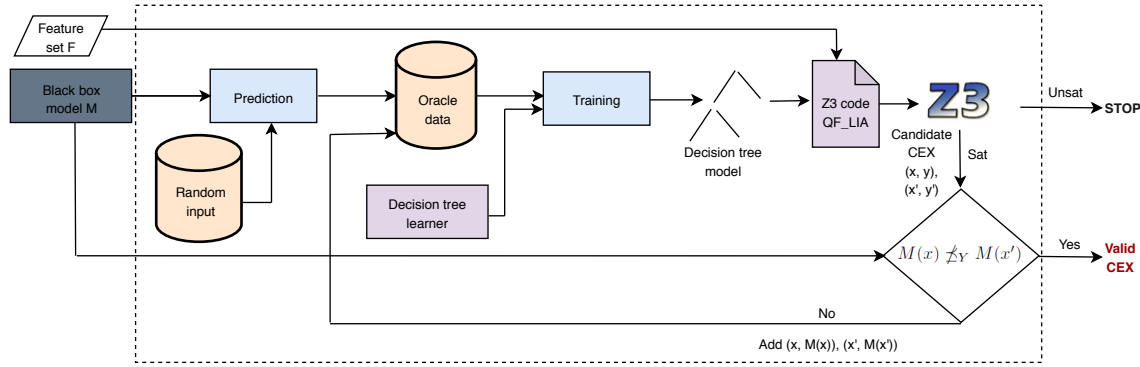 Feature
set F
Black box
model M
Prediction
Random
input
Oracle
data
Decision tree
learner
Training
Decision tree
model
Z3 code
QF_LIA
Z3
Candidate
CEX
(x, y),
(x', y')
Unsat
STOP
Sat
M(x) ⋠_Y M(x')
Yes
Valid
CEX
No
Add (x, M(x)), (x', M(x'))